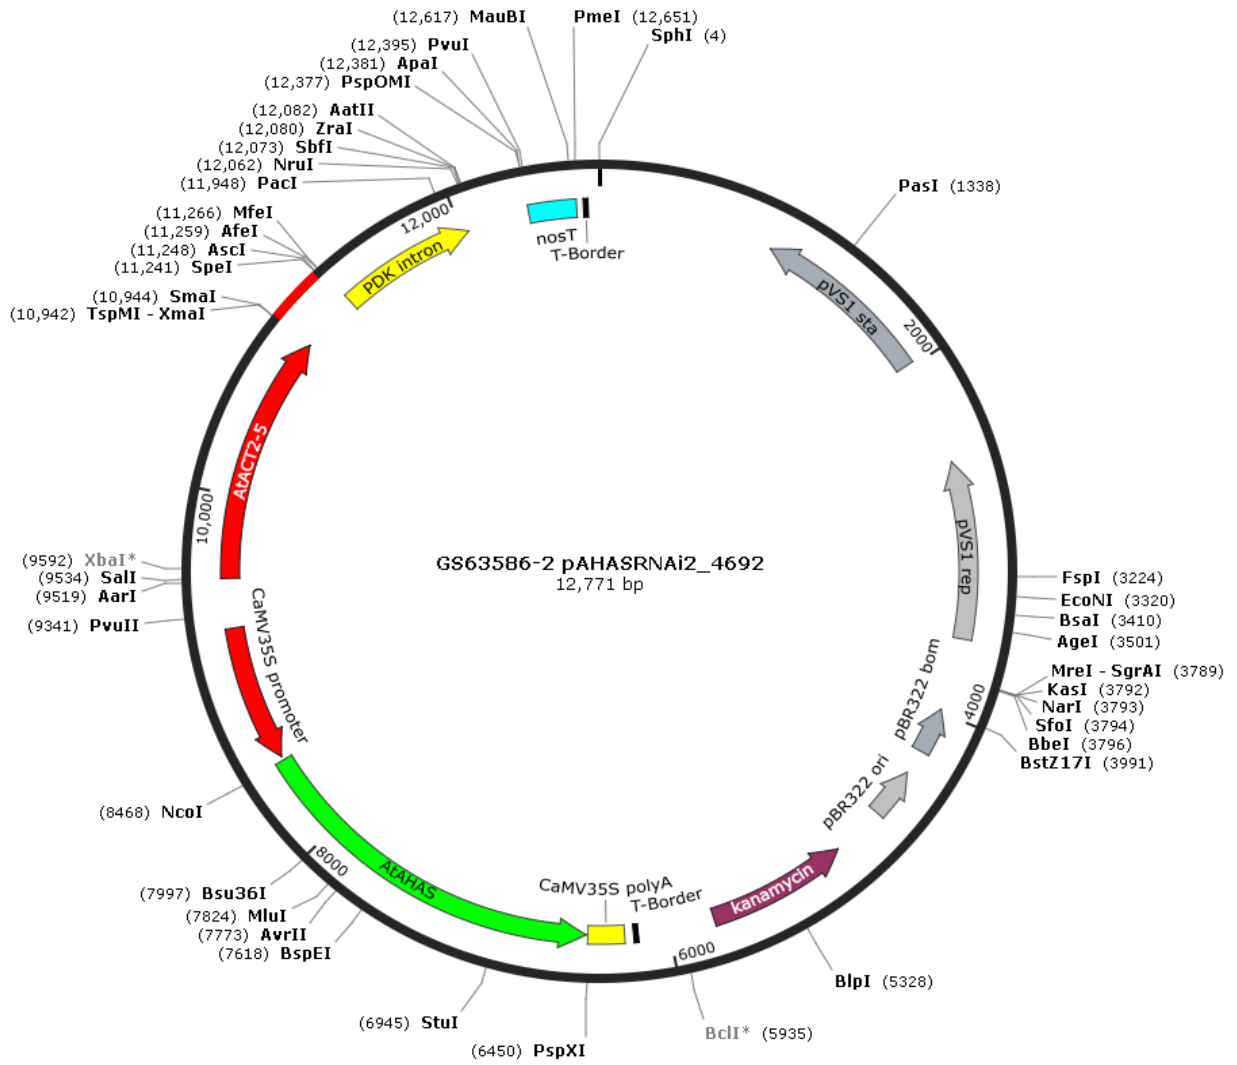 (12,617) MauBI
PmeI (12,651)
SphI (4)
(12,395) PvuI
(12,381) ApaI
(12,377) PspOMI
(12,082) AatII
(12,080) ZraI
(12,073) SbfI
(12,062) NruI
(11,948) PacI
(11,266) MfeI
(11,259) AfeI
(11,248) AscI
(11,241) SpeI
(10,944) SmaI
(10,942) TspMI - XmaI
PasI (1338)
12,000
PDK intron
nosT
T-Border
pVS1 sta
2000
AtACT2-5
10,000
pVS1 rep
(9592) XbaI*
(9534) SalI
(9519) AarI
(9341) PvuII
GS63586-2 pAHASRNAi2_4692
12,771 bp
FspI (3224)
EcoNI (3320)
BsaI (3410)
AgeI (3501)
MreI - SgrAI (3789)
KasI (3792)
NarI (3793)
SfoI (3794)
BbeI (3796)
BstZ17I (3991)
4000
CaMV35S promoter
pBR322 bom
pBR322 ori
(8468) NcoI
8000
AtAHAS
(7997) Bsu36I
(7824) MluI
(7773) AvrII
(7618) BspEI
CaMV35S polyA
T-Border
kanamycin
6000
BlpI (5328)
(6945) StuI
(6450) PspXI
BclI* (5935)